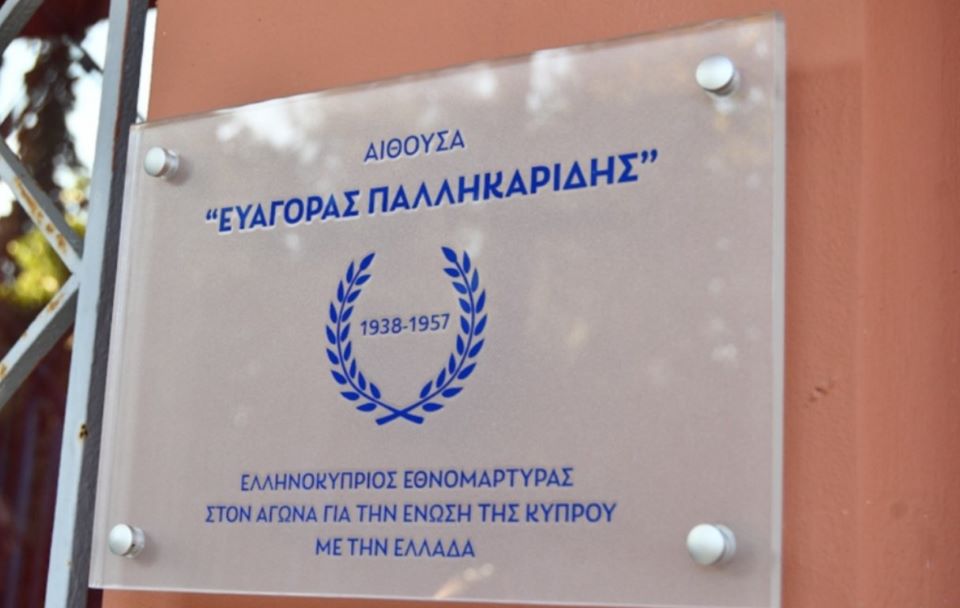 ΑΙΘΟΥΣΑ
“ΕΥΑΓΟΡΑΣ ΠΑΛΛΗΚΑΡΙΔΗΣ”
1938-1957
ΕΛΛΗΝΟΚΥΠΡΙΟΣ ΕΘΝΟΜΑΡΤΥΡΑΣ
ΣΤΟΝ ΑΓΩΝΑ ΓΙΑ ΤΗΝ ΕΝΩΣΗ ΤΗΣ ΚΥΠΡΟΥ
ΜΕ ΤΗΝ ΕΛΛΑΔΑ